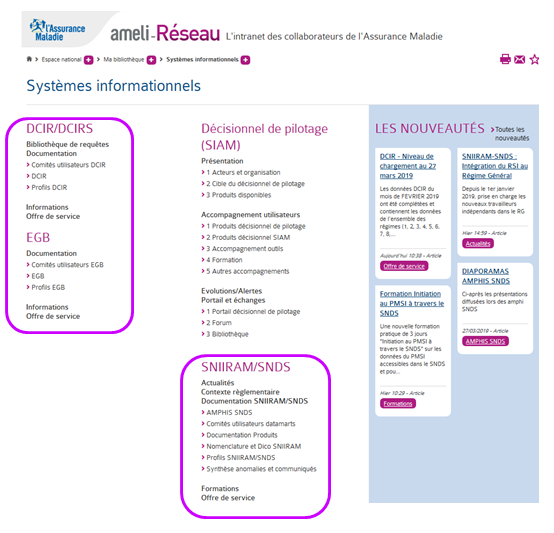 l'Assurance
Maladie
ameli-Réseau L'intranet des collaborateurs de l'Assurance Maladie
Espace national Ma bibliothèque Systèmes informationnels
Systèmes informationnels
DCIR/DCIRS
Bibliothèque de requêtes
Documentation
Comités utilisateurs DCIR
DCIR
Profils DCIR
Informations
Offre de service
EGB
Documentation
Comités utilisateurs EGB
EGB
Profils EGB
Informations
Offre de service
Décisionnel de pilotage
(SIAM)
Présentation
1 Acteurs et organisation
2 Cible du décisionnel de pilotage
3 Produits disponibles
Accompagnement utilisateurs
1 Produits décisionnel de pilotage
2 Produits décisionnel SIAM
3 Accompagnement outils
4 Formation
5 Autres accompagnements
Evolutions/Alertes
Portail et échanges
1 Portail décisionnel de pilotage
2 Forum
3 Bibliothèque
SNIIRAM/SNDS
Actualités
Contexte règlementaire
Documentation SNIIRAM/SNDS
AMPHIS SNDS
Comités utilisateurs datamarts
Documentation Produits
Nomenclature et Dico SNIIRAM
Profils SNIIRAM/SNDS
Synthèse anomalies et communiqués
Formations
Offre de service
LES NOUVEAUTÉS
Toutes les
nouveautés
DCIR - Niveau de
chargement au 27
mars 2019
Les données DCIR du
mois de FEVRIER 2019
ont été complétées et
contiennent les données
de l'ensemble des
régimes (1, 2, 3, 4, 5, 6,
7, 8,...
Aujourd'hui 10:38 - Article
Offre de service
Formation Initiation
au PMSI à travers le
SNDS
Une nouvelle formation
pratique de 3 jours
"Initiation au PMSI à
travers le SNDS" sur les
données du PMSI
accessibles dans le SNDS
et pou...
Hier 10:29 - Article
Formations
SNIIRAM-SNDS :
Intégration du RSI au
Régime Général
Depuis le 1er janvier
2019, prise en charge les
nouveaux travailleurs
indépendants dans le RG
Hier 14:59 - Article
Actualités
DIAPORAMAS
AMPHIS SNDS
Ci-après les présentations
diffusées lors des amphi
SNDS
27/03/2019 - Article
AMPHIS SNDS